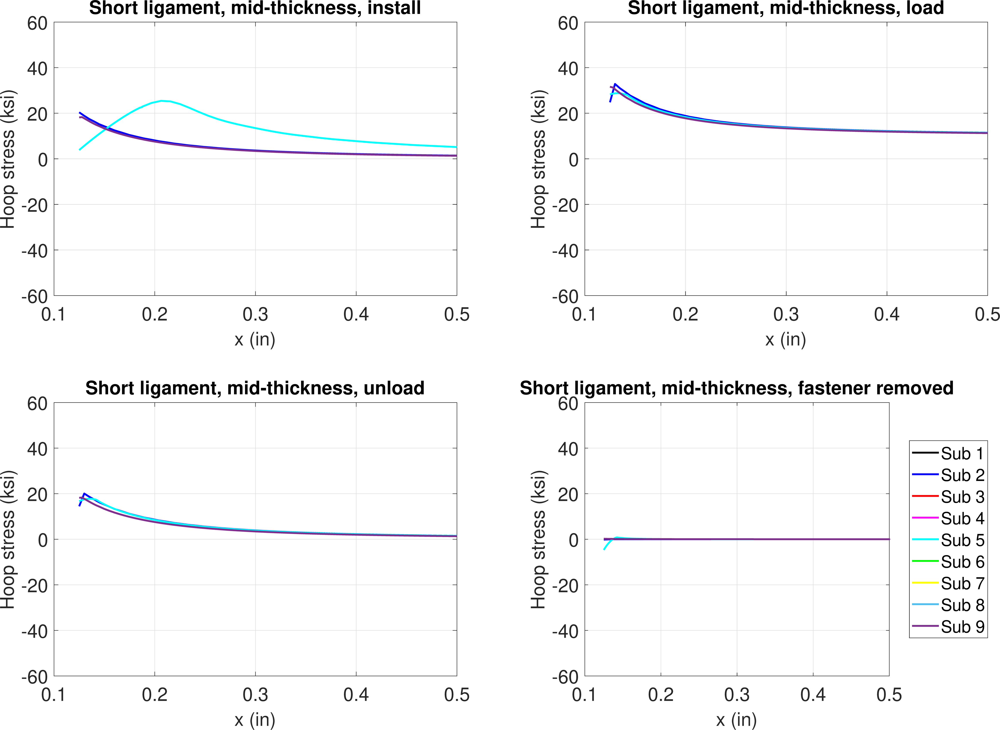 Short ligament, mid-thickness, install
60
40
20
0
-20
-40
-60
Hoop stress (ksi)
0.1 0.2 0.3 0.4 0.5
x (in)
Short ligament, mid-thickness, load
60
40
20
0
-20
-40
-60
Hoop stress (ksi)
0.1 0.2 0.3 0.4 0.5
x (in)
Short ligament, mid-thickness, unload
60
40
20
0
-20
-40
-60
Hoop stress (ksi)
0.1 0.2 0.3 0.4 0.5
x (in)
Short ligament, mid-thickness, fastener removed
60
40
20
0
-20
-40
-60
Hoop stress (ksi)
0.1 0.2 0.3 0.4 0.5
x (in)
Sub 1
Sub 2
Sub 3
Sub 4
Sub 5
Sub 6
Sub 7
Sub 8
Sub 9